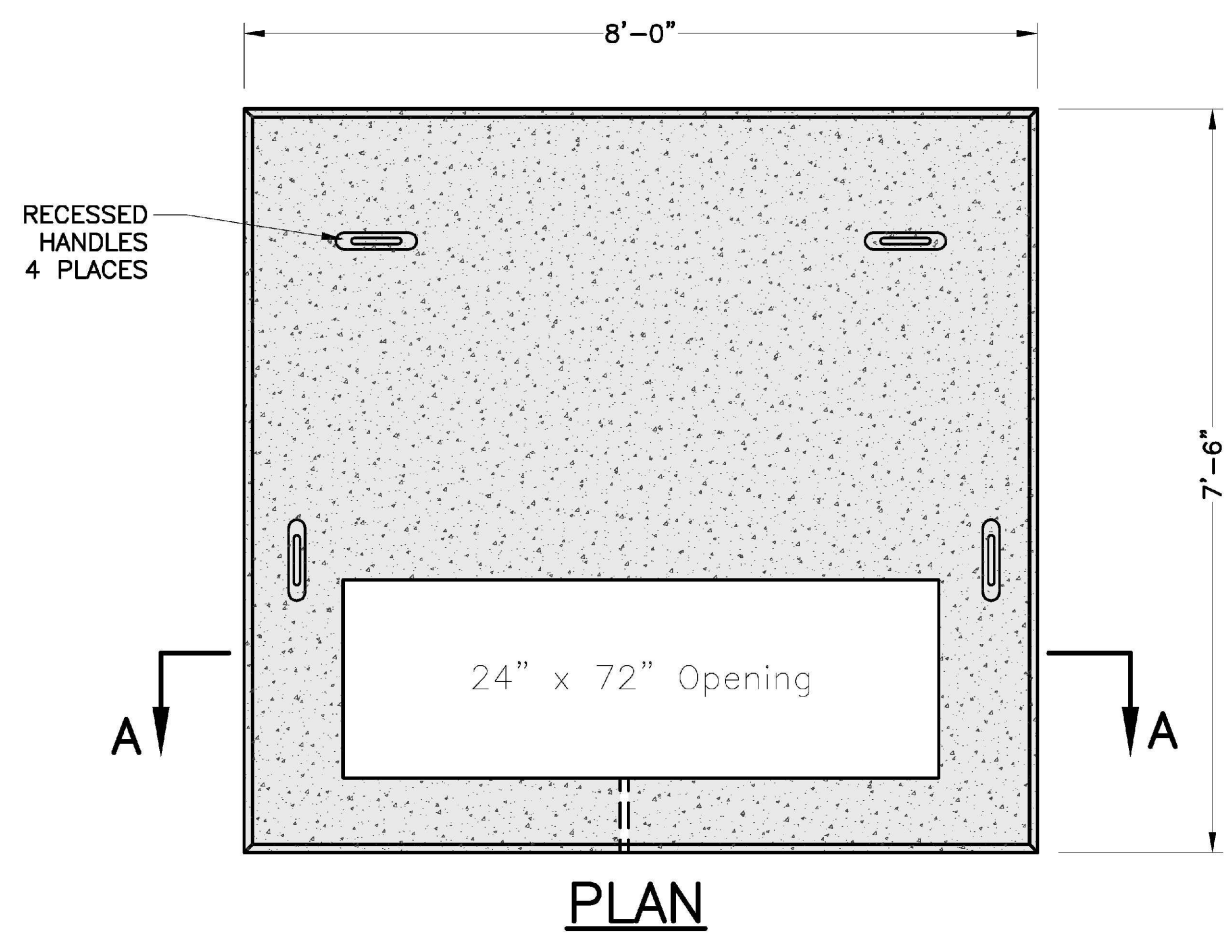 8’-0”
RECESSED
HANDLES
4 PLACES
7’-6”
24” x 72” Opening
A
A
PLAN